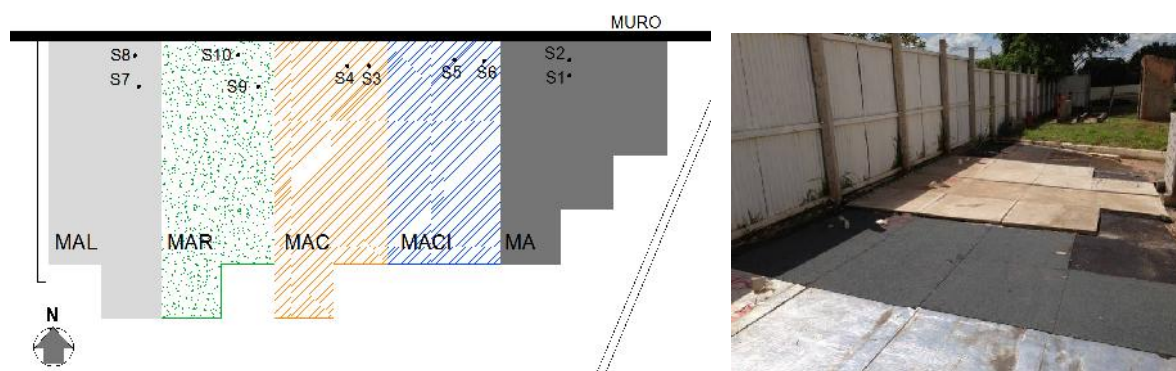 MURO
S8 S10 S2
S4 S3 S5 S6
S7 S9 S1
MAL MAR MAC MACI MA
N